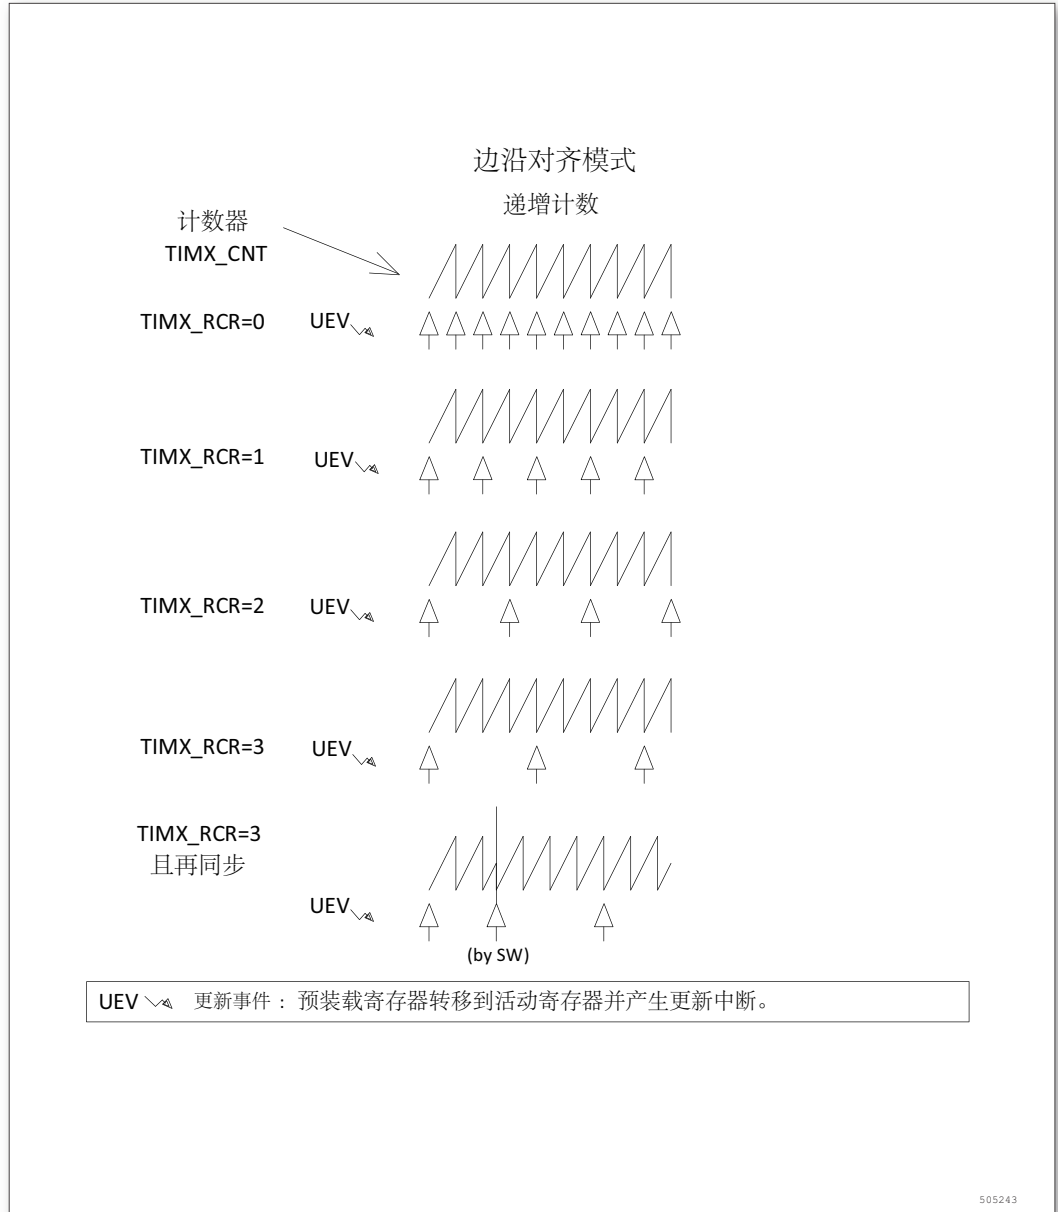 边沿对齐模式
递增计数
计数器
TIMX_CNT
TIMX_RCR=0 UEV
TIMX_RCR=1 UEV
TIMX_RCR=2 UEV
TIMX_RCR=3 UEV
TIMX_RCR=3
且再同步
UEV
(by SW)
UEV 更新事件：预装载寄存器转移到活动寄存器并产生更新中断。
505243